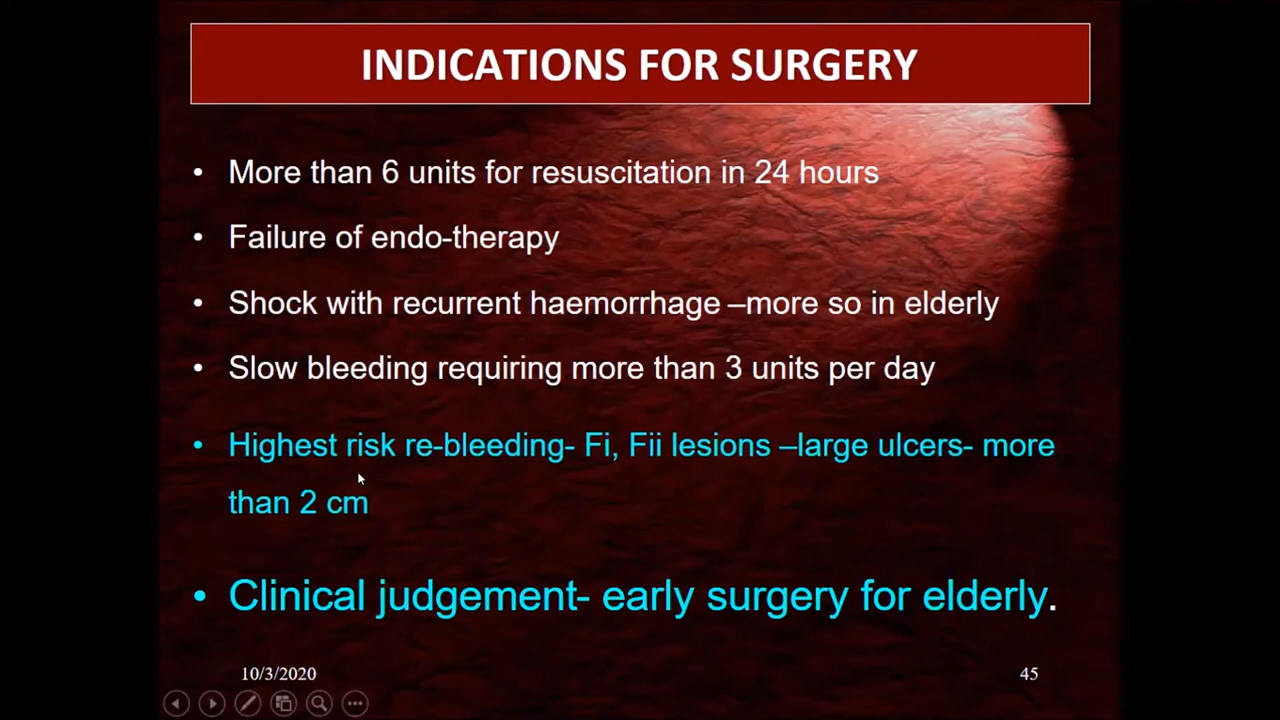 INDICATIONS FOR SURGERY
• More than 6 units for resuscitation in 24 hours
• Failure of endo-therapy
• Shock with recurrent haemorrhage –more so in elderly
• Slow bleeding requiring more than 3 units per day
• Highest risk re-bleeding- Fi, Fii lesions –large ulcers- more
than 2 cm
• Clinical judgement- early surgery for elderly.
10/3/2020 45